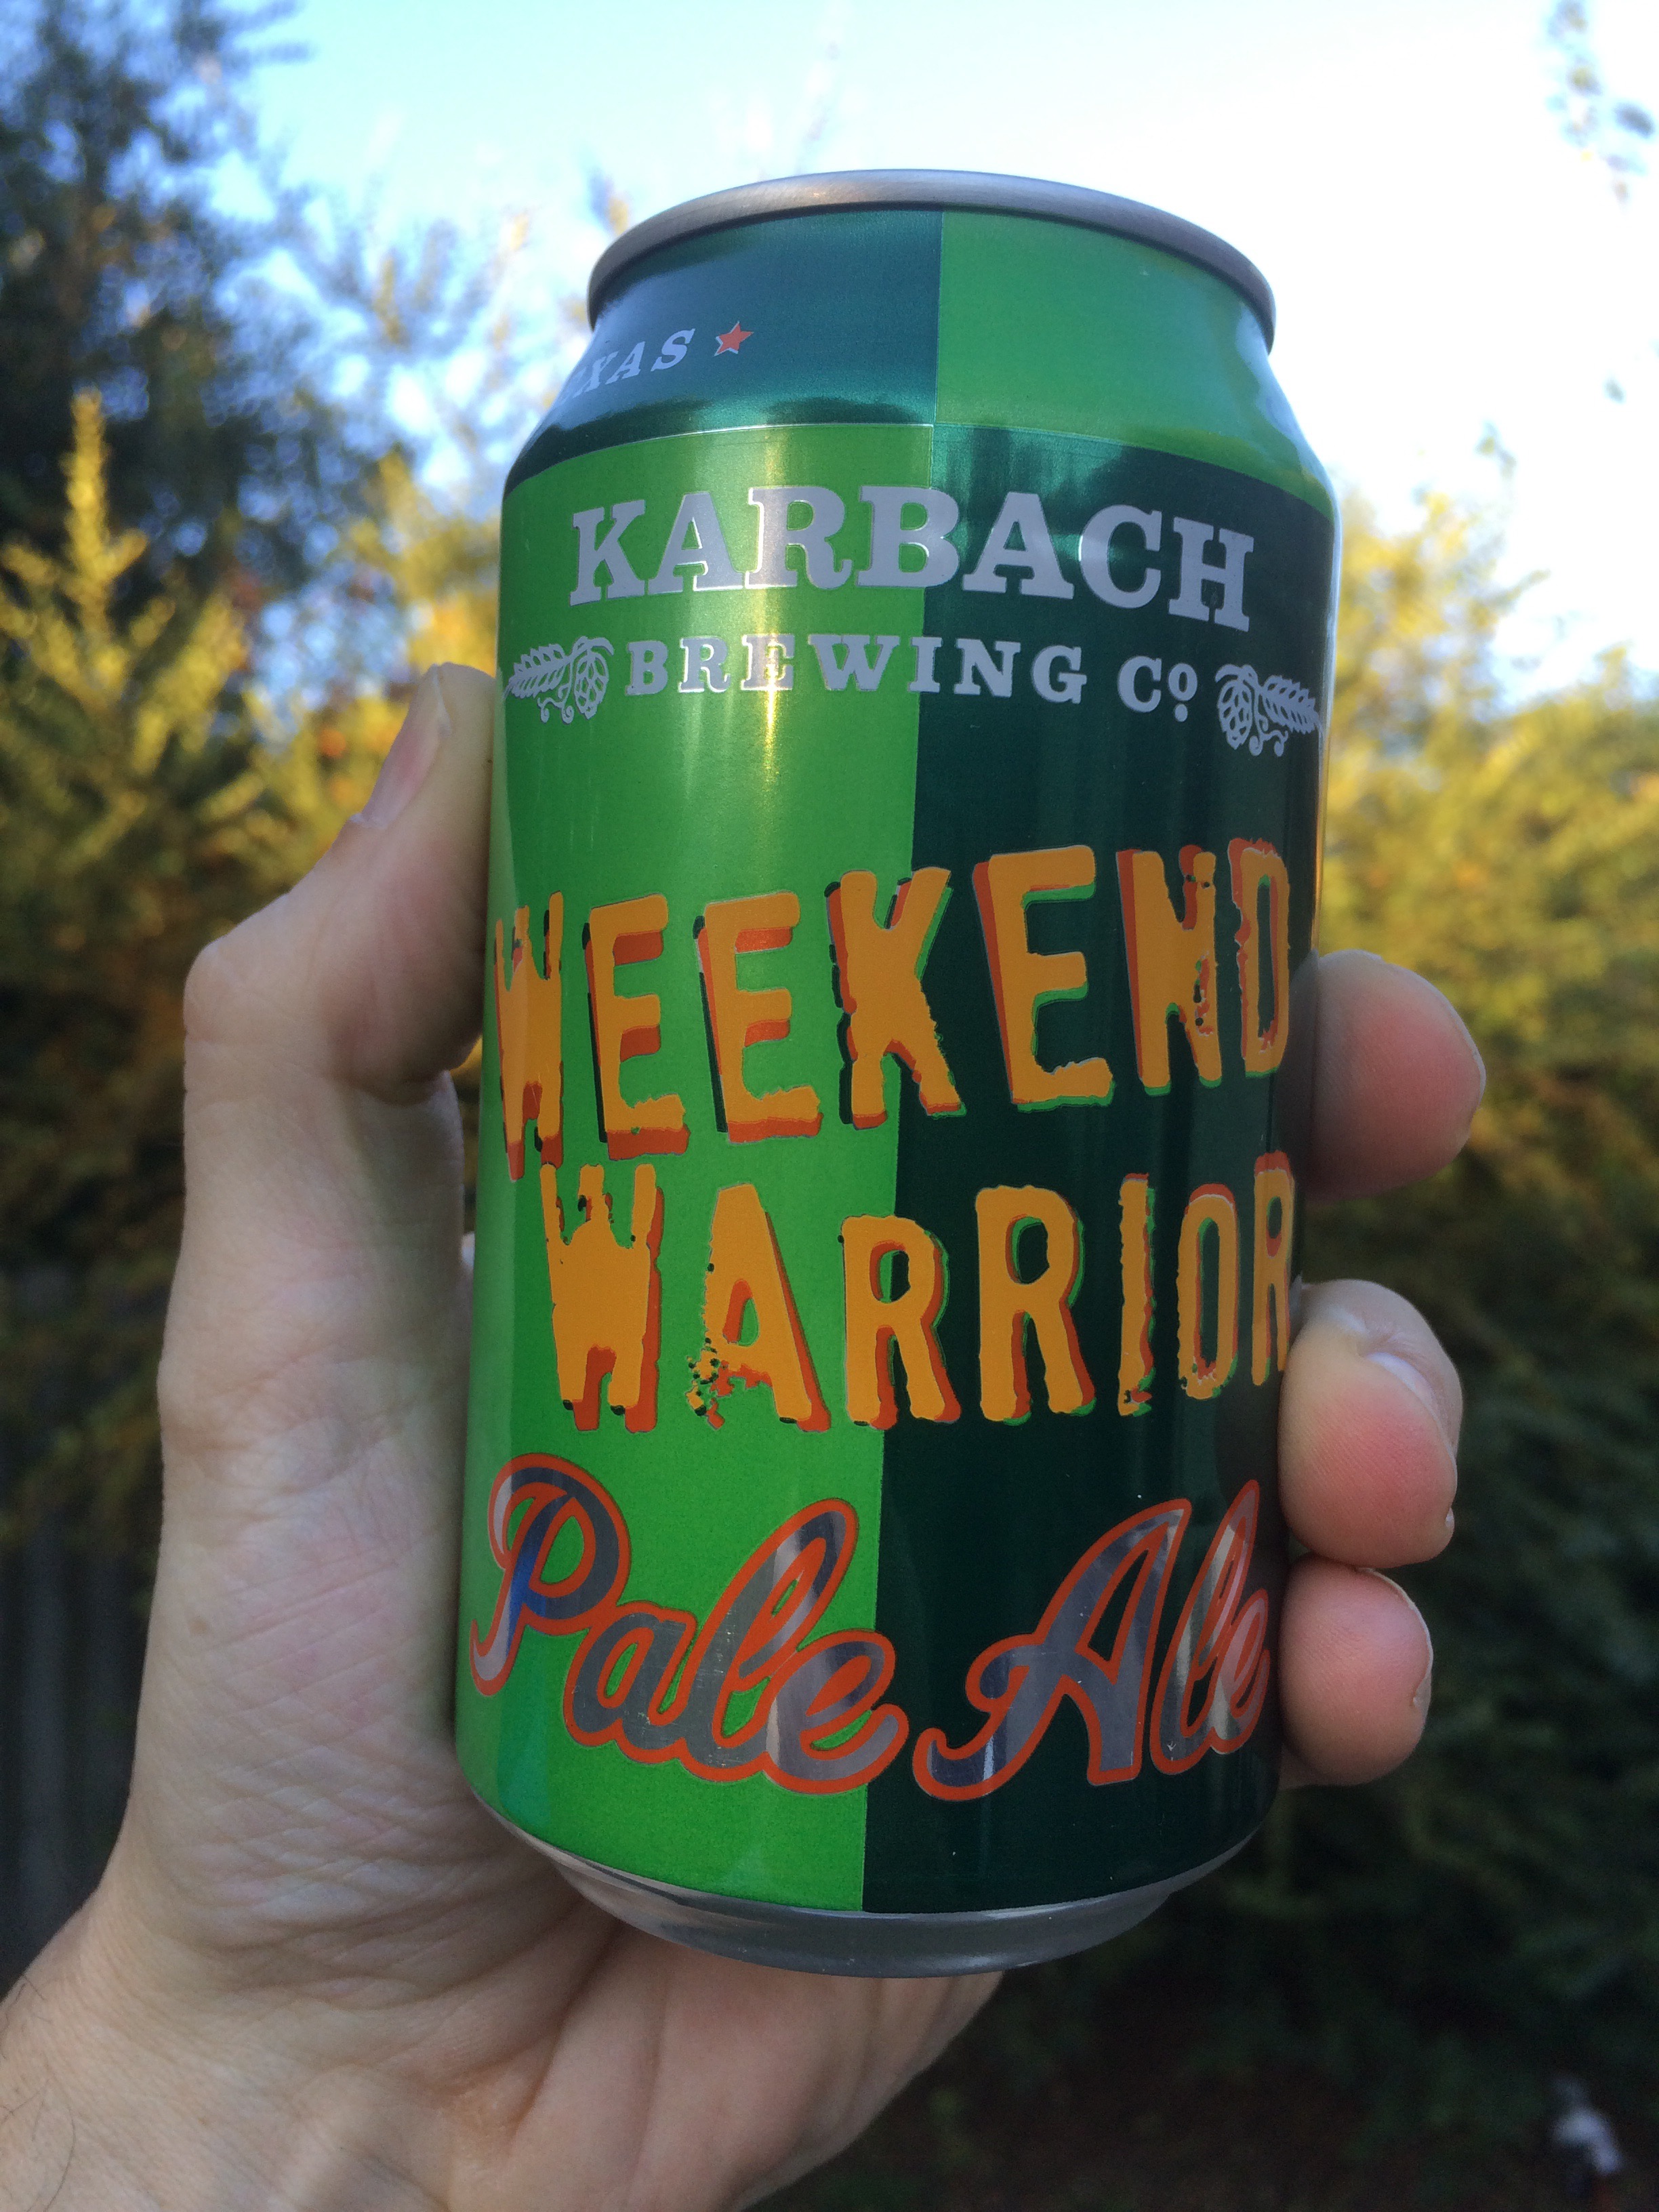 KARBACH
BREWING Cº
WEEKEND
WARRIOR
Pale Ale